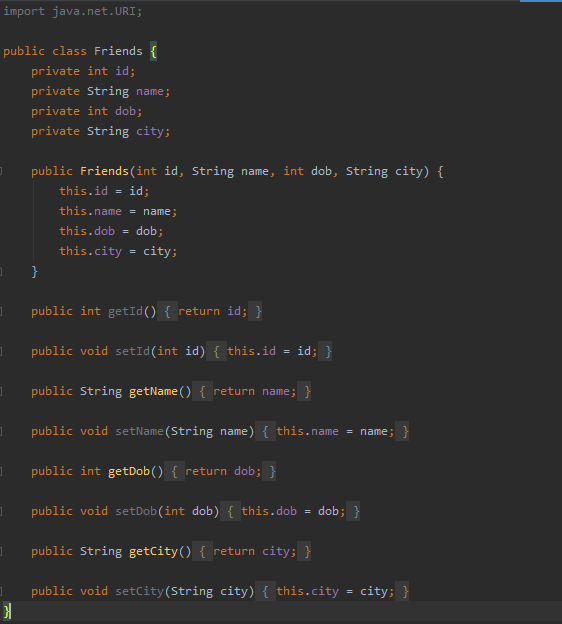 import java.net.URI;
public class Friends {
private int id;
private String name;
private int dob;
private String city;
public Friends(int id, String name, int dob, String city) {
this.id = id;
this.name = name;
this.dob = dob;
this.city = city;
}
public int getId() { return id; }
public void setId(int id) { this.id = id; }
public String getName() { return name; }
public void setName(String name) { this.name = name; }
public int getDob() { return dob; }
public void setDob(int dob) { this.dob = dob; }
public String getCity() { return city; }
public void setCity(String city) { this.city = city; }
}